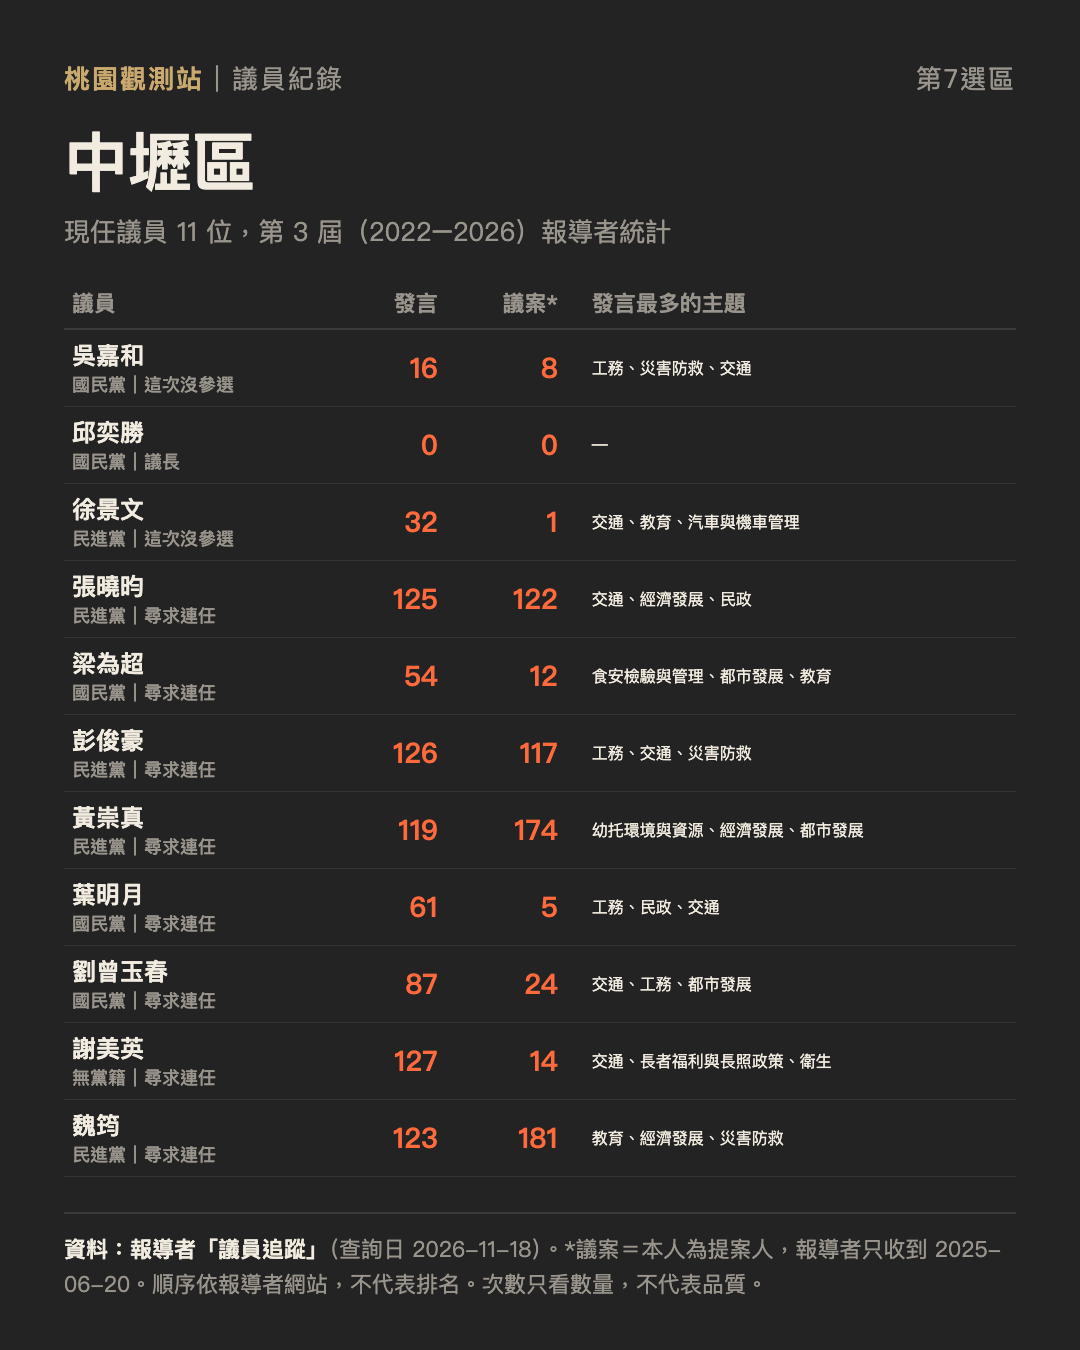 桃園觀測站｜議員紀錄
第7選區
中壢區
現任議員 11 位，第 3 屆（2022—2026）報導者統計
議員 發言 議案* 發言最多的主題
吳嘉和 16 8 工務、災害防救、交通
國民黨｜這次沒參選
邱奕勝 0 0 —
國民黨｜議長
徐景文 32 1 交通、教育、汽車與機車管理
民進黨｜這次沒參選
張曉昀 125 122 交通、經濟發展、民政
民進黨｜尋求連任
梁為超 54 12 食安檢驗與管理、都市發展、教育
國民黨｜尋求連任
彭俊豪 126 117 工務、交通、災害防救
民進黨｜尋求連任
黃崇真 119 174 幼托環境與資源、經濟發展、都市發展
民進黨｜尋求連任
葉明月 61 5 工務、民政、交通
國民黨｜尋求連任
劉曾玉春 87 24 交通、工務、都市發展
國民黨｜尋求連任
謝美英 127 14 交通、長者福利與長照政策、衛生
無黨籍｜尋求連任
魏筠 123 181 教育、經濟發展、災害防救
民進黨｜尋求連任
資料：報導者「議員追蹤」（查詢日 2026–11–18）。*議案＝本人為提案人，報導者只收到 2025–
06–20。順序依報導者網站，不代表排名。次數只看數量，不代表品質。